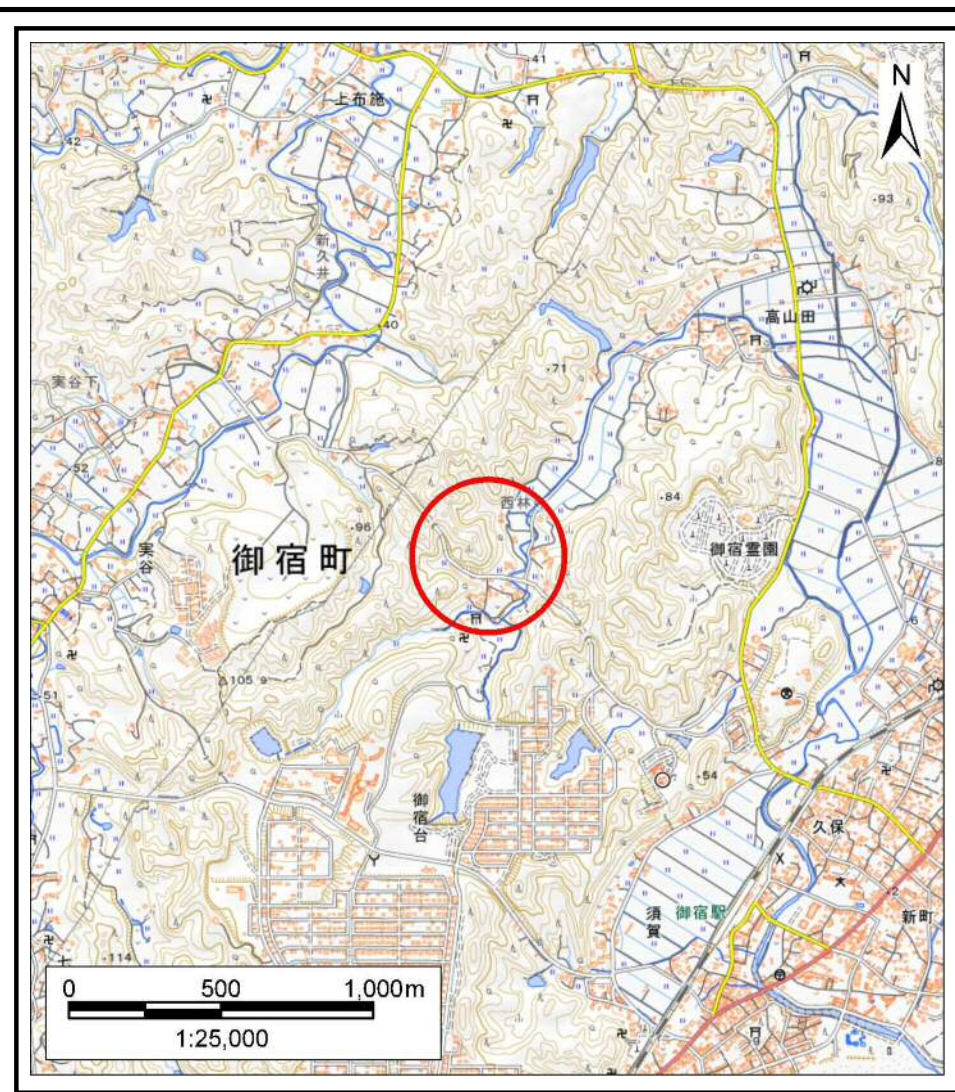 41
上布施
N
42
93
新久井
高山田
40
71
実谷下
52
西林
84
96
実谷
御宿町
御宿霊園
6
105.9
51
54
御宿台
久保
須賀
御宿駅
新町
114
0 500 1,000m
1:25,000